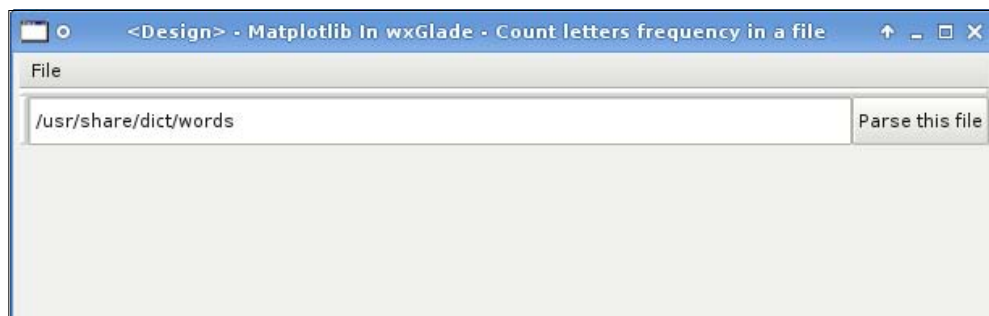 <Design> - Matplotlib In wxGlade - Count letters frequency in a file
File
/usr/share/dict/words Parse this file